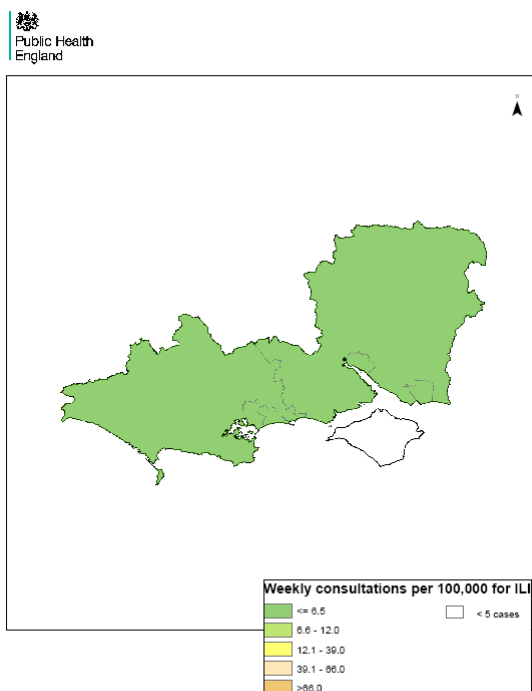 Public Health
England
N
Weekly consultations per 100,000 for ILI
<= 6.5
6.6 - 12.0
12.1 - 39.0
39.1 - 66.0
>66.0
< 5 cases